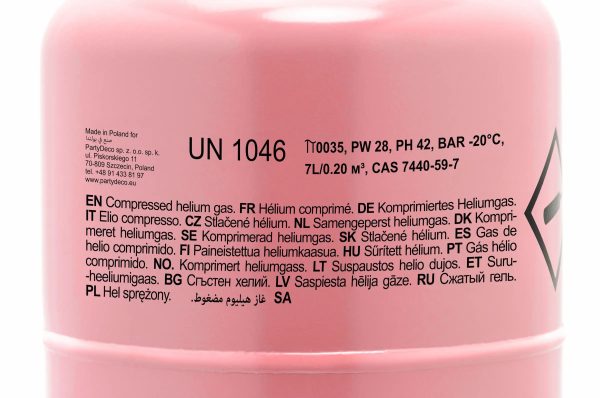 Made in Poland for
صنع في بولندا
PartyDeco sp. z. o.o. sp. k.
ul. Piskorskiego 11
70-809 Szczecin, Poland
tel. +48 91 433 81 97
www.partydeco.eu
UN 1046
π0035, PW 28, PH 42, BAR -20°C,
7L/0.20 м³, CAS 7440-59-7
EN Compressed helium gas. FR Hélium comprimé. DE Komprimiertes Heliumgas.
IT Elio compresso. CZ Stlačené hélium. NL Samengeperst heliumgas. DK Kompri-
meret heliumgas. SE Komprimerad heliumgas. SK Stlačené hélium. ES Gas de
helio comprimido. FI Paineistettua heliumkaasua. HU Sűrített hélium. PT Gás hélio
comprimido. NO. Komprimert heliumgass. LT Suspaustos helio dujos. ET Suru-
-heeliumigaas. BG Сгъстен хелий. LV Saspiesta hēlija gāze. RU Сжатый гель.
PL Hel sprężony. غاز هيليوم مضغوط. SA